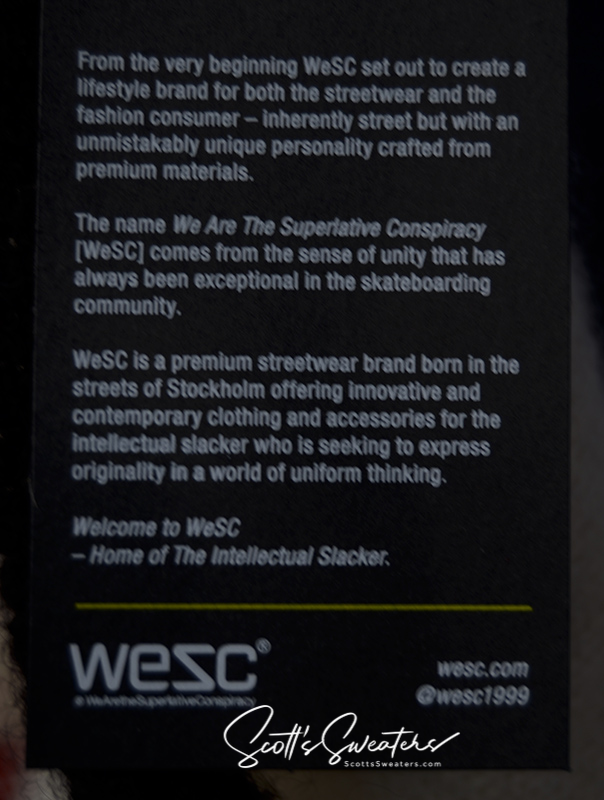 From the very beginning WeSC set out to create a
lifestyle brand for both the streetwear and the
fashion consumer – inherently street but with an
unmistakably unique personality crafted from
premium materials.
The name We Are The Superlative Conspiracy
[WeSC] comes from the sense of unity that has
always been exceptional in the skateboarding
community.
WeSC is a premium streetwear brand born in the
streets of Stockholm offering innovative and
contemporary clothing and accessories for the
intellectual slacker who is seeking to express
originality in a world of uniform thinking.
Welcome to WeSC
– Home of The Intellectual Slacker.
wesc®
WeAretheSuperlativeConspiracy
wesc.com
@wesc1999
Scott's Sweaters
ScottsSweaters.com